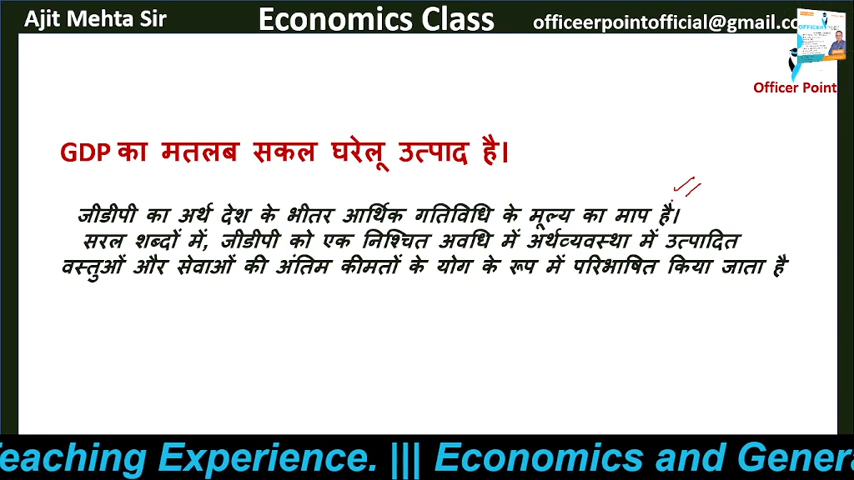 Ajit Mehta Sir
Economics Class
officeerpointofficial@gmail.co
Officer Point
GDP का मतलब सकल घरेलू उत्पाद है।
जीडीपी का अर्थ देश के भीतर आर्थिक गतिविधि के मूल्य का माप है।
सरल शब्दों में, जीडीपी को एक निश्चित अवधि में अर्थव्यवस्था में उत्पादित
वस्तुओं और सेवाओं की अंतिम कीमतों के योग के रूप में परिभाषित किया जाता है
eaching Experience. ||| Economics and Genera